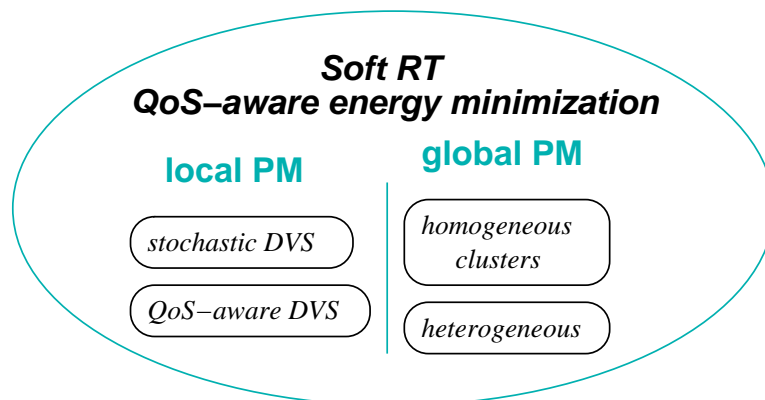 Soft RT
QoS–aware energy minimization
local PM
stochastic DVS
QoS−aware DVS
global PM
homogeneous
clusters
heterogeneous